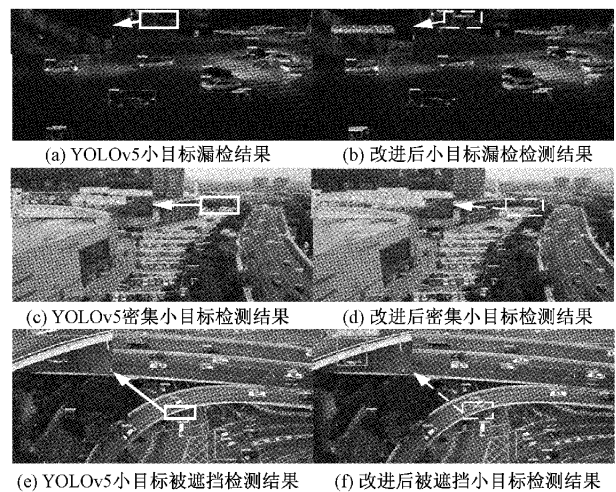 (a) YOLOv5小目标漏检结果
(b) 改进后小目标漏检检测结果
(c) YOLOv5密集小目标检测结果
(d) 改进后密集小目标检测结果
(e) YOLOv5小目标被遮挡检测结果
(f) 改进后被遮挡小目标检测结果